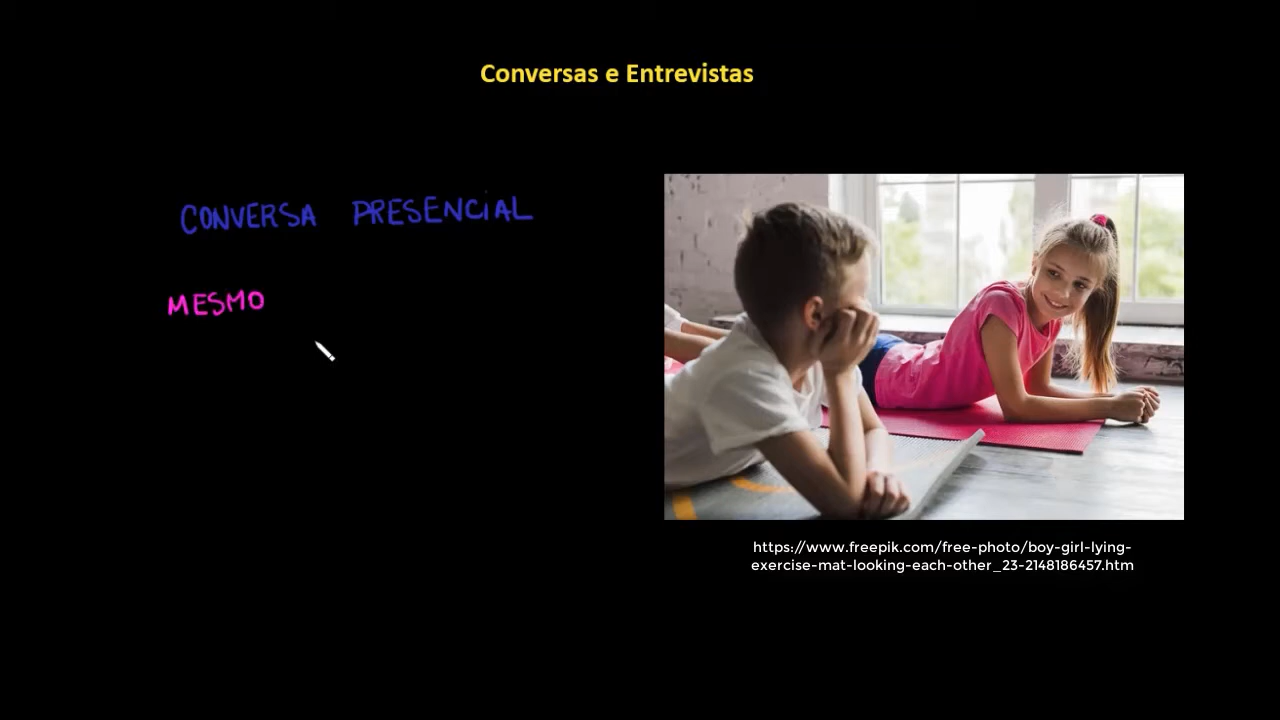 Conversas e Entrevistas
CONVERSA PRESENCIAL
MESMO
https://www.freepik.com/free-photo/boy-girl-lying-
exercise-mat-looking-each-other_23-2148186457.htm